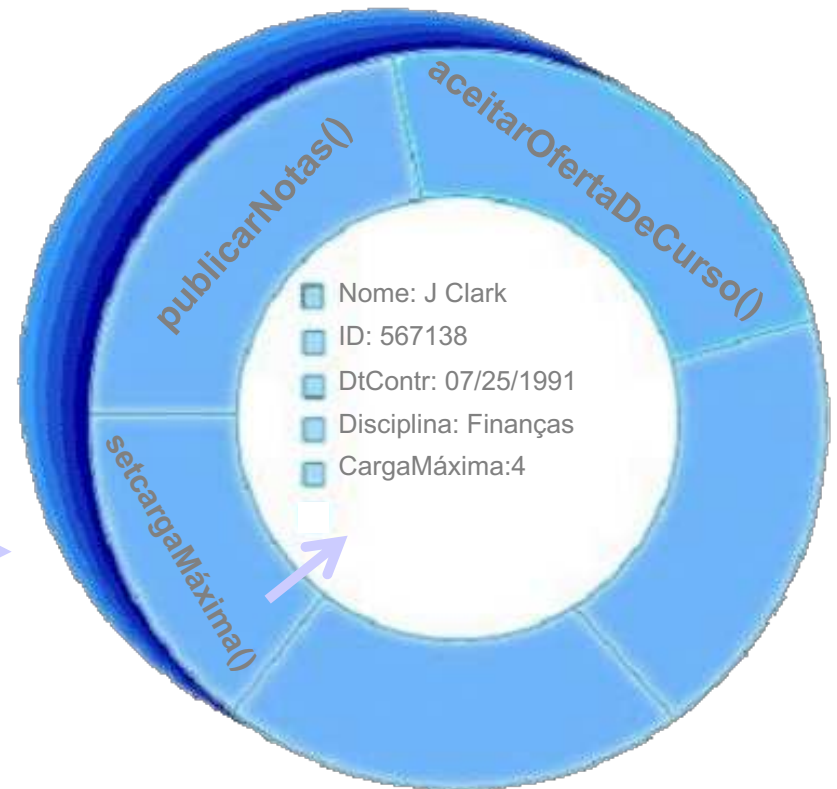 publicarNotas()
aceitarOfertaDeCurso()
Nome: J Clark
ID: 567138
DtContr: 07/25/1991
Disciplina: Finanças
CargaMáxima:4
setcargaMáxima()